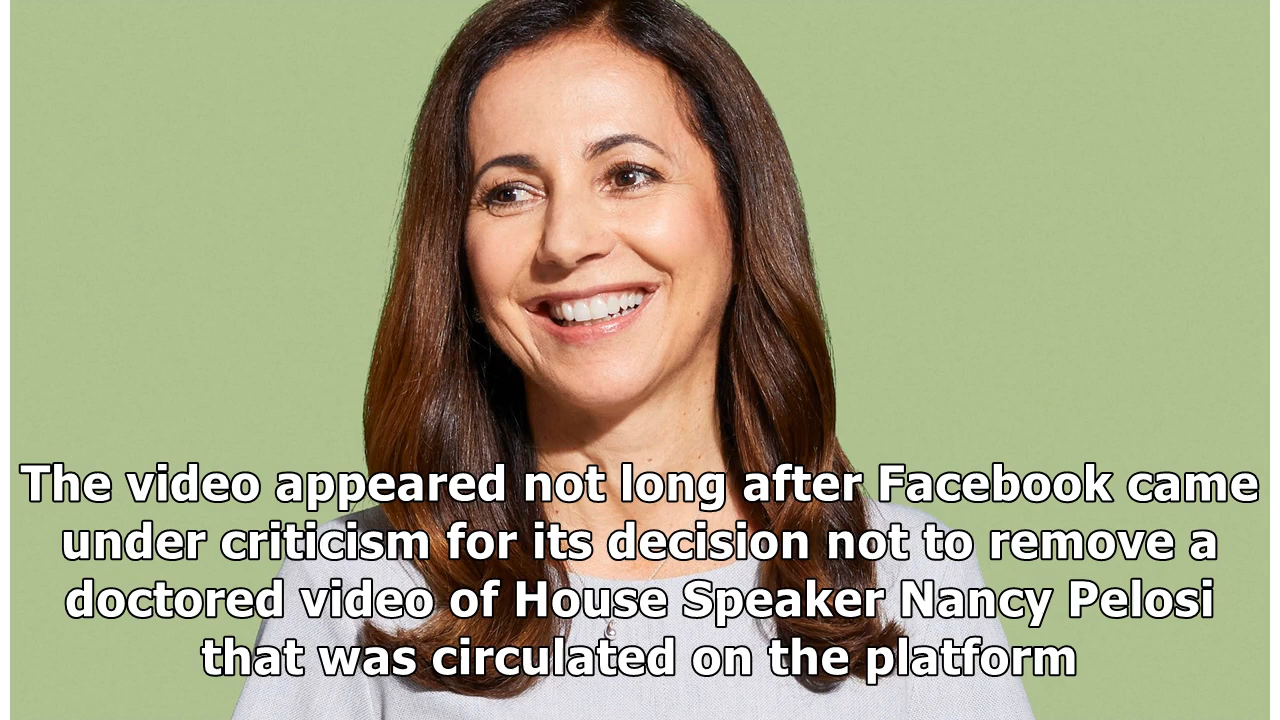 The video appeared not long after Facebook came
under criticism for its decision not to remove a
doctored video of House Speaker Nancy Pelosi
that was circulated on the platform